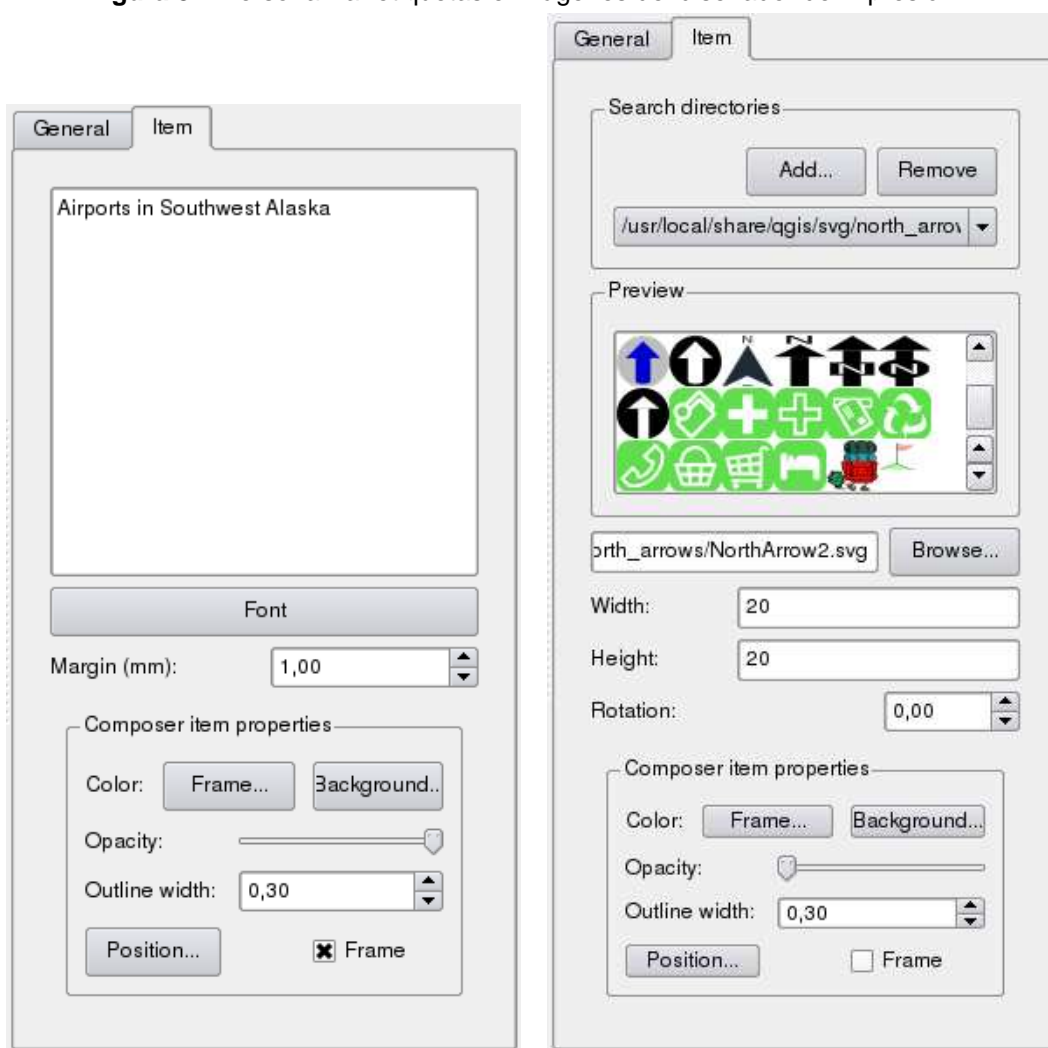 General
Item
Airports in Southwest Alaska
Font
Margin (mm):
1,00
Composer item properties
Color:
Frame...
Background..
Opacity:
Outline width:
0,30
Position...
Frame
General
Item
Search directories
Add...
Remove
/usr/local/share/qgis/svg/north_arrov
Preview
N
N
orth_arrows/NorthArrow2.svg
Browse...
Width:
20
Height:
20
Rotation:
0,00
Composer item properties
Color:
Frame...
Background...
Opacity:
Outline width:
0,30
Position...
Frame